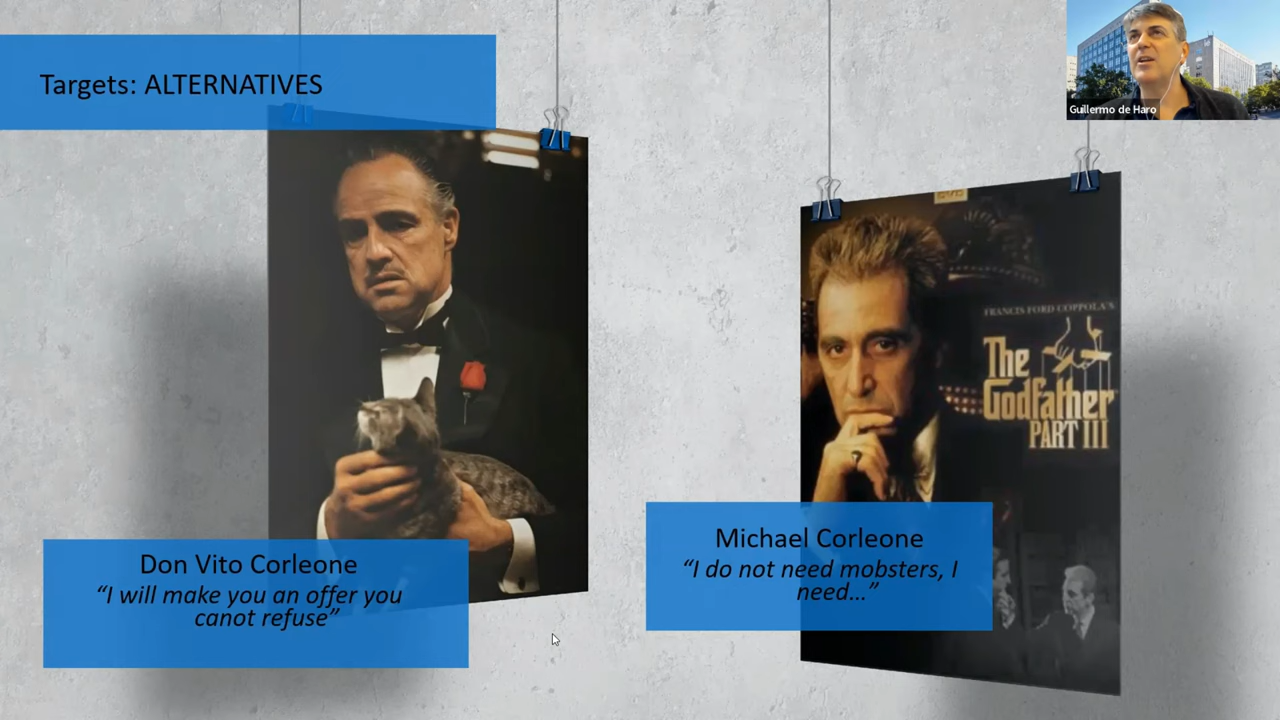 Targets: ALTERNATIVES
Guillermo de Haro
FRANCIS FORD COPPOLA'S
The
Godfather
PART III
Don Vito Corleone
“I will make you an offer you
canot refuse”
Michael Corleone
“I do not need mobsters, I
need...”